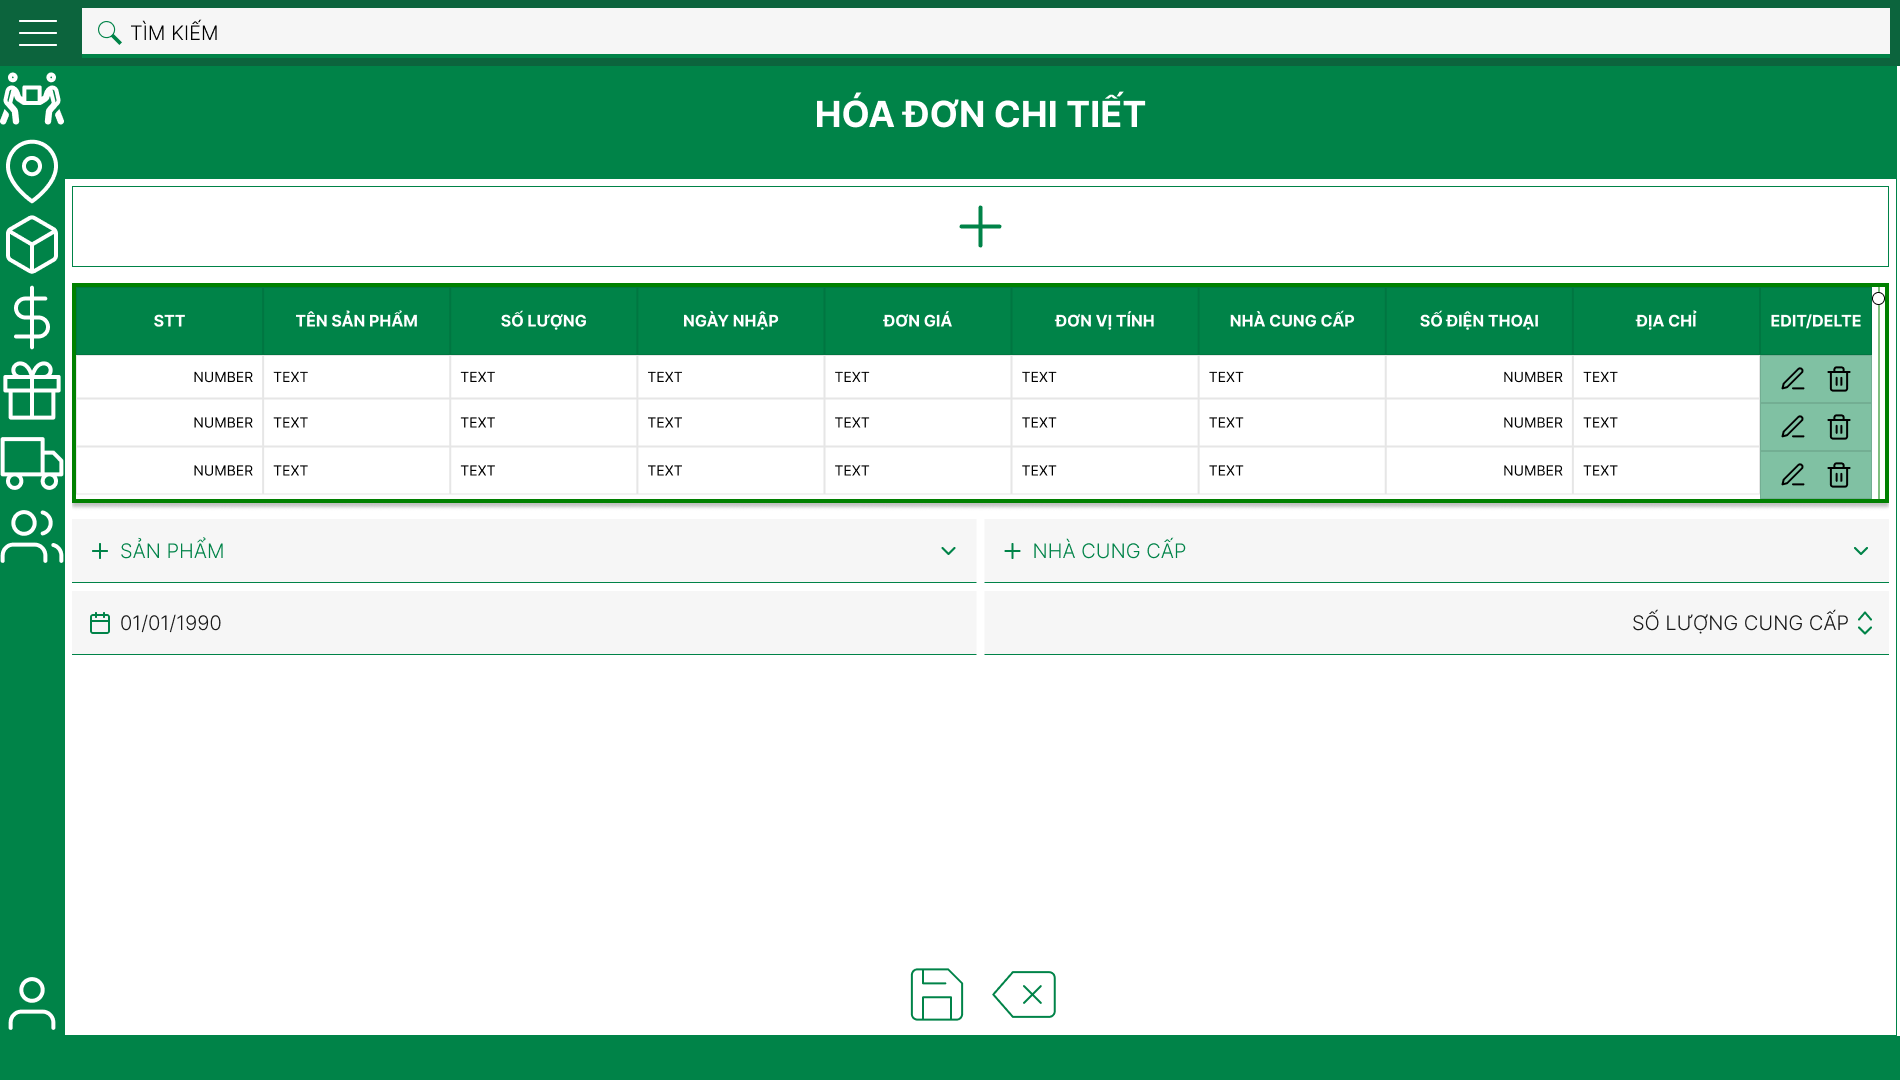 TÌM KIẾM
HÓA ĐƠN CHI TIẾT
STT TÊN SẢN PHẨM SỐ LƯỢNG NGÀY NHẬP ĐƠN GIÁ ĐƠN VỊ TÍNH NHÀ CUNG CẤP SỐ ĐIỆN THOẠI ĐỊA CHỈ EDIT/DELTE
NUMBER TEXT TEXT TEXT TEXT TEXT TEXT NUMBER TEXT
NUMBER TEXT TEXT TEXT TEXT TEXT TEXT NUMBER TEXT
NUMBER TEXT TEXT TEXT TEXT TEXT TEXT NUMBER TEXT
SẢN PHẨM NHÀ CUNG CẤP
01/01/1990 SỐ LƯỢNG CUNG CẤP